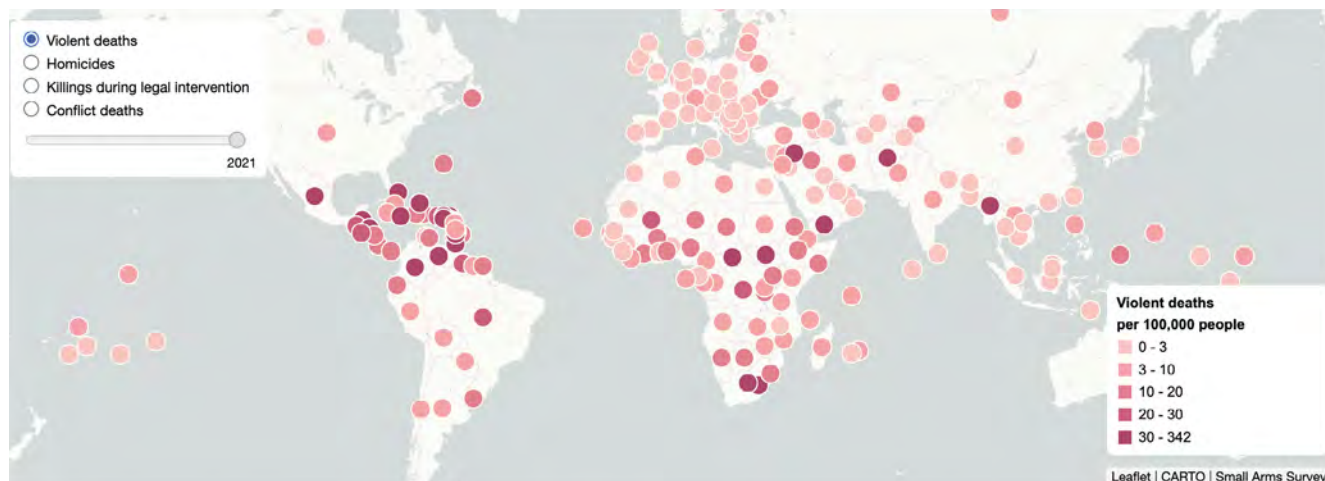 Violent deaths
Homicides
Killings during legal intervention
Conflict deaths
2021
Violent deaths
per 100,000 people
0 - 3
3 - 10
10 - 20
20 - 30
30 - 342
Leaflet | CARTO | Small Arms Survey